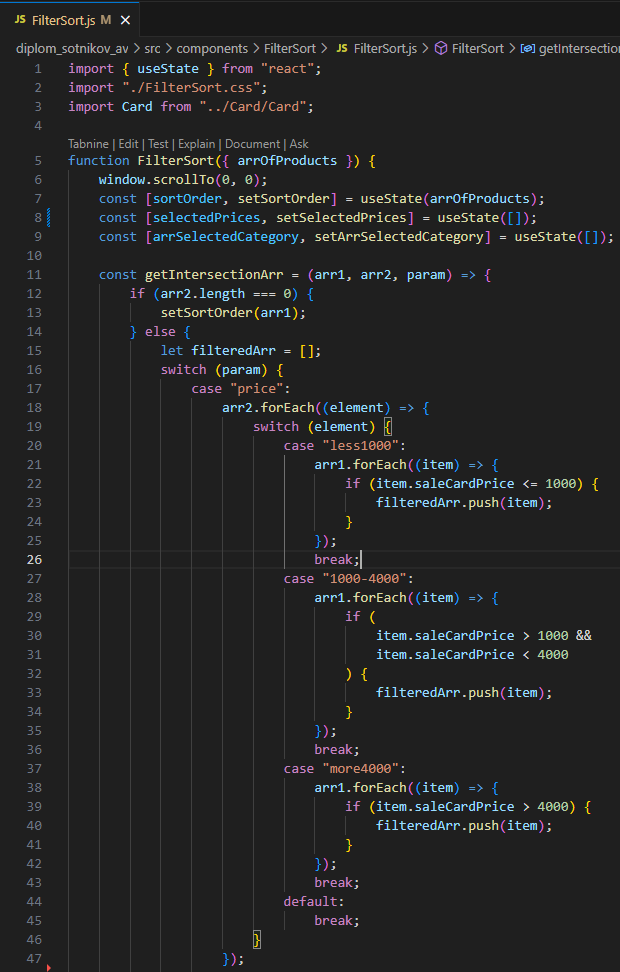 JS FilterSort.js M ×
diplom_sotnikov_av > src > components > FilterSort > JS FilterSort.js > FilterSort > getIntersection
1 import { useState } from "react";
2 import "./FilterSort.css";
3 import Card from "../Card/Card";
4
Tabnine | Edit | Test | Explain | Document | Ask
5 function FilterSort({ arrOfProducts }) {
6     window.scrollTo(0, 0);
7     const [sortOrder, setSortOrder] = useState(arrOfProducts);
8     const [selectedPrices, setSelectedPrices] = useState([]);
9     const [arrSelectedCategory, setArrSelectedCategory] = useState([]);
10
11     const getIntersectionArr = (arr1, arr2, param) => {
12         if (arr2.length === 0) {
13             setSortOrder(arr1);
14         } else {
15             let filteredArr = [];
16             switch (param) {
17                 case "price":
18                     arr2.forEach((element) => {
19                         switch (element) {
20                             case "less1000":
21                                 arr1.forEach((item) => {
22                                     if (item.saleCardPrice <= 1000) {
23                                         filteredArr.push(item);
24                                     }
25                                 });
26                                 break;
27                             case "1000-4000":
28                                 arr1.forEach((item) => {
29                                     if (
30                                         item.saleCardPrice > 1000 &&
31                                         item.saleCardPrice < 4000
32                                     ) {
33                                         filteredArr.push(item);
34                                     }
35                                 });
36                                 break;
37                             case "more4000":
38                                 arr1.forEach((item) => {
39                                     if (item.saleCardPrice > 4000) {
40                                         filteredArr.push(item);
41                                     }
42                                 });
43                                 break;
44                             default:
45                                 break;
46                         }
47                     });